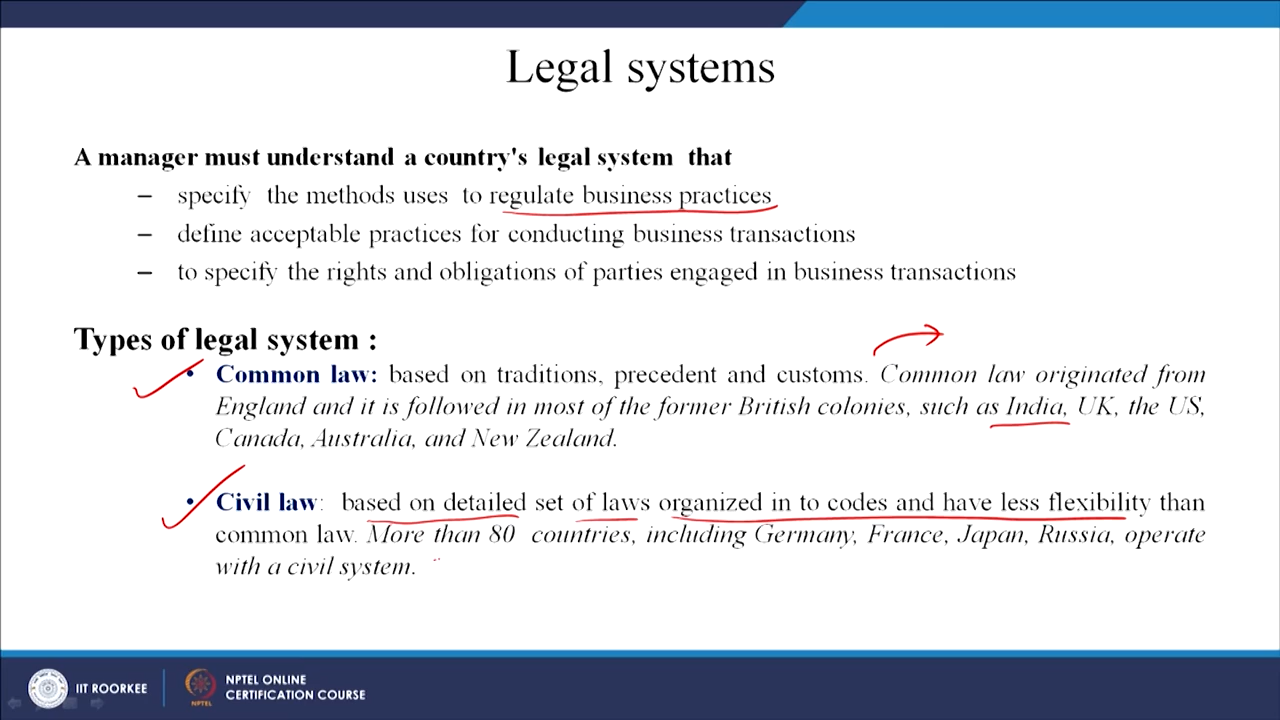 Legal systems
A manager must understand a country's legal system that
– specify the methods uses to regulate business practices
– define acceptable practices for conducting business transactions
– to specify the rights and obligations of parties engaged in business transactions
Types of legal system :
• Common law: based on traditions, precedent and customs. Common law originated from
England and it is followed in most of the former British colonies, such as India, UK, the US,
Canada, Australia, and New Zealand.
• Civil law: based on detailed set of laws organized in to codes and have less flexibility than
common law. More than 80 countries, including Germany, France, Japan, Russia, operate
with a civil system.
IIT ROORKEE
NPTEL
NPTEL ONLINE
CERTIFICATION COURSE